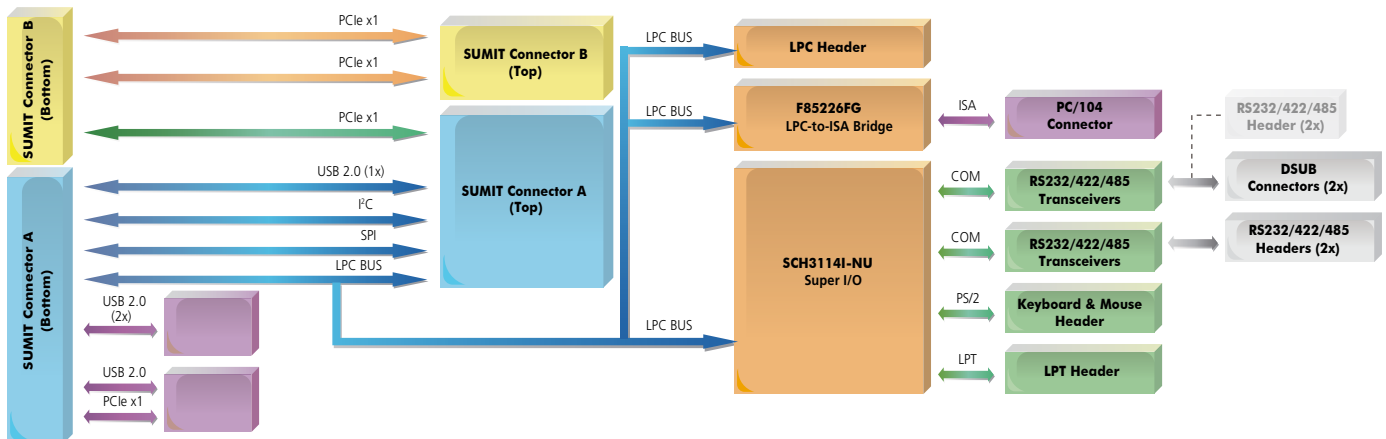 SUMIT Connector B
(Bottom)
PCIe x1
PCIe x1
PCIe x1
SUMIT Connector B
(Top)
SUMIT Connector A
(Bottom)
USB 2.0 (1x)
I²C
SPI
LPC BUS
SUMIT Connector A
(Top)
USB 2.0
(2x)
USB 2.0
PCIe x1
LPC BUS
LPC Header
LPC BUS
F85226FG
LPC-to-ISA Bridge
ISA
PC/104
Connector
LPC BUS
SCH3114I-NU
Super I/O
COM
RS232/422/485
Transceivers
RS232/422/485
Header (2x)
DSUB
Connectors (2x)
COM
RS232/422/485
Transceivers
RS232/422/485
Headers (2x)
PS/2
Keyboard & Mouse
Header
LPT
LPT Header